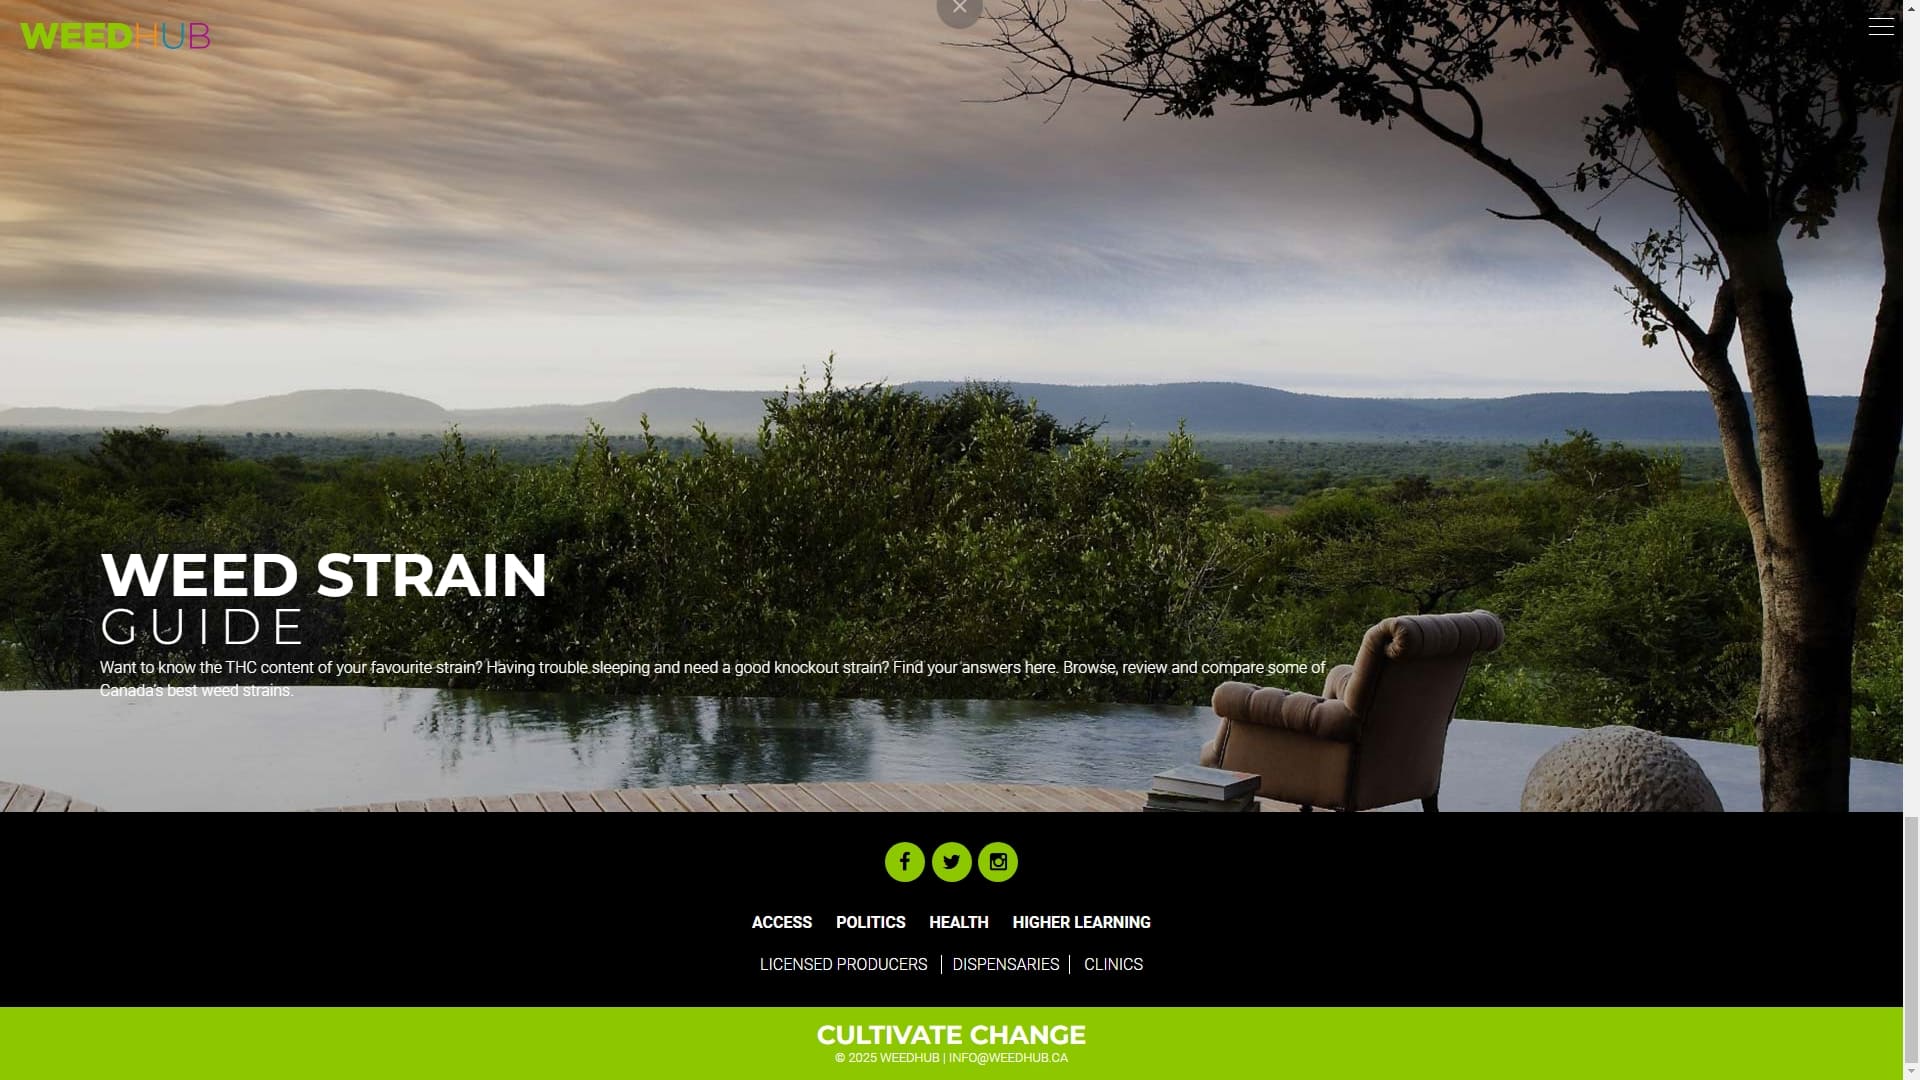 WEEDHUB
WEED STRAIN
GUIDE
Want to know the THC content of your favourite strain? Having trouble sleeping and need a good knockout strain? Find your answers here. Browse, review and compare some of
Canada's best weed strains.
ACCESS POLITICS HEALTH HIGHER LEARNING
LICENSED PRODUCERS | DISPENSARIES | CLINICS
CULTIVATE CHANGE
© 2025 WEEDHUB | INFO@WEEDHUB.CA